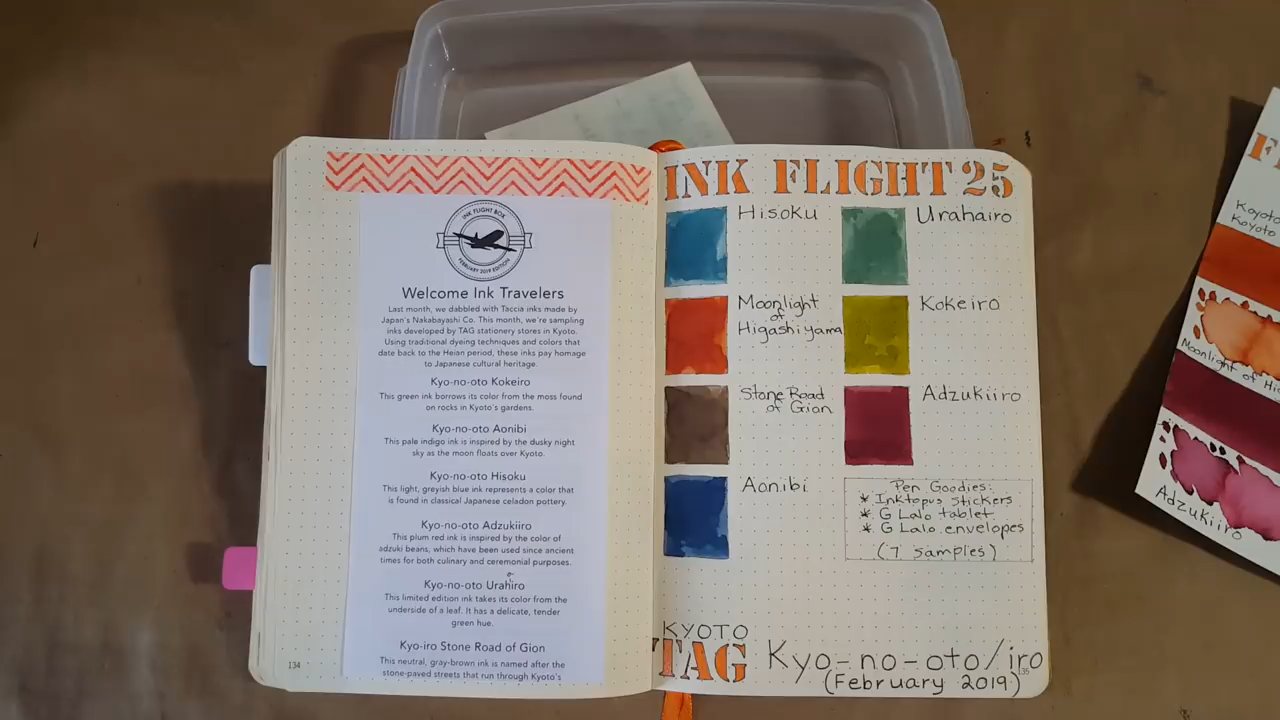 INK FLIGHT BOX
FEBRUARY 2019 EDITION
Welcome Ink Travelers
Last month, we dabbled with Taccia inks made by
Japan's Nakabayashi Co. This month, we're sampling
inks developed by TAG stationery stores in Kyoto.
Using traditional dyeing techniques and colors that
date back to the Heian period, these inks pay homage
to Japanese cultural heritage.
Kyo-no-oto Kokeiro
This green ink borrows its color from the moss found
on rocks in Kyoto's gardens.
Kyo-no-oto Aonibi
This pale indigo ink is inspired by the dusky night
sky as the moon floats over Kyoto.
Kyo-no-oto Hisoku
This light, greyish blue ink represents a color that
is found in classical Japanese celadon pottery.
Kyo-no-oto Adzukiiro
This plum red ink is inspired by the color of
adzuki beans, which have been used since ancient
times for both culinary and ceremonial purposes.
Kyo-no-oto Urahiro
This limited edition ink takes its color from the
underside of a leaf. It has a delicate, tender
green hue.
Kyo-iro Stone Road of Gion
This neutral, gray-brown ink is named after the
stone-paved streets that run through Kyoto's
134
INK FLIGHT 25
Hisoku
Urahairo
Moonlight
of
Higashiyama
Kokeiro
Stone Road
of Gion
Adzukiiro
Aonibi
Pen Goodies:
* Inktopus stickers
* G Lalo tablet
* G Lalo envelopes
(7 samples)
KYOTO
TAG Kyo-no-oto/iro
(February 2019)
135
F
Koyoto
Koyoto
Moonlight of Hig
Adzukiiro